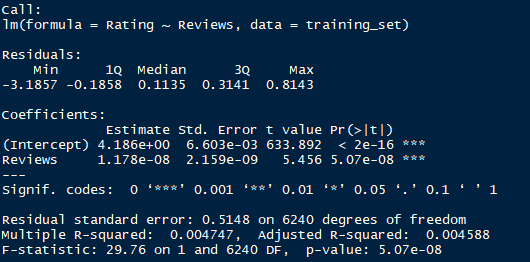 Call:
lm(formula = Rating ~ Reviews, data = training_set)
Residuals:
    Min      1Q  Median      3Q     Max
-3.1857 -0.1858  0.1135  0.3141  0.8143
Coefficients:
             Estimate Std. Error t value Pr(>|t|)
(Intercept) 4.186e+00  6.603e-03 633.892  < 2e-16 ***
Reviews     1.178e-08  2.159e-09   5.456 5.07e-08 ***
---
Signif. codes:  0 ‘***’ 0.001 ‘**’ 0.01 ‘*’ 0.05 ‘.’ 0.1 ‘ ’ 1
Residual standard error: 0.5148 on 6240 degrees of freedom
Multiple R-squared:  0.004747,  Adjusted R-squared:  0.004588
F-statistic: 29.76 on 1 and 6240 DF,  p-value: 5.07e-08